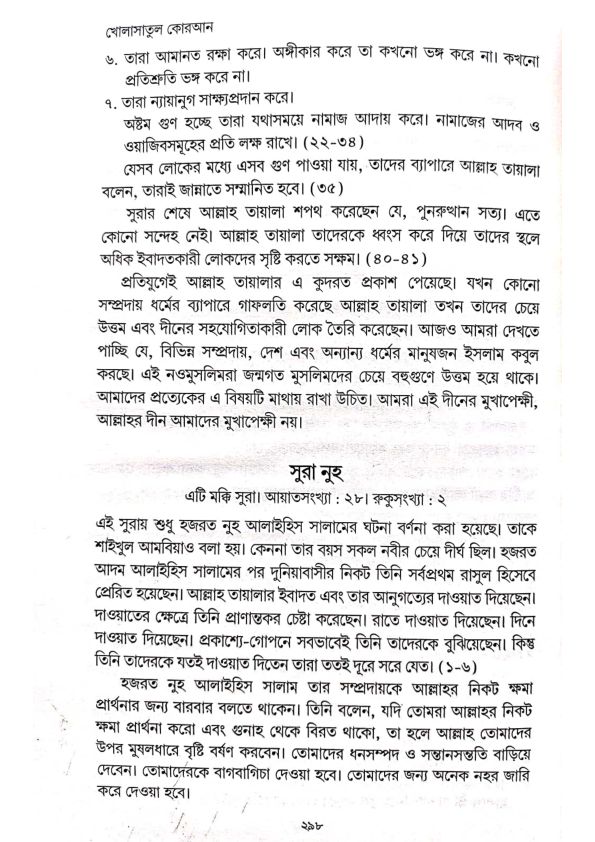 খোলাসাতুল কোরআন
৬. তারা আমানত রক্ষা করে। অঙ্গীকার করে তা কখনো ভঙ্গ করে না। কখনো
প্রতিশ্রুতি ভঙ্গ করে না।
৭. তারা ন্যায়ানুগ সাক্ষ্যপ্রদান করে।
অষ্টম গুণ হচ্ছে তারা যথাসময়ে নামাজ আদায় করে। নামাজের আদব ও
ওয়াজিবসমূহের প্রতি লক্ষ রাখে। (২২-৩৪)
যেসব লোকের মধ্যে এসব গুণ পাওয়া যায়, তাদের ব্যাপারে আল্লাহ তায়ালা
বলেন, তারাই জান্নাতে সম্মানিত হবে। (৩৫)
সুরার শেষে আল্লাহ তায়ালা শপথ করেছেন যে, পুনরুত্থান সত্য। এতে
কোনো সন্দেহ নেই। আল্লাহ তায়ালা তাদেরকে ধ্বংস করে দিয়ে তাদের স্থলে
অধিক ইবাদতকারী লোকদের সৃষ্টি করতে সক্ষম। (৪০-৪১)
প্রতিযুগেই আল্লাহ তায়ালার এ কুদরত প্রকাশ পেয়েছে। যখন কোনো
সম্প্রদায় ধর্মের ব্যাপারে গাফলতি করেছে আল্লাহ তায়ালা তখন তাদের চেয়ে
উত্তম এবং দীনের সহযোগিতাকারী লোক তৈরি করেছেন। আজও আমরা দেখতে
পাচ্ছি যে, বিভিন্ন সম্প্রদায়, দেশ এবং অন্যান্য ধর্মের মানুষজন ইসলাম কবুল
করছে। এই নওমুসলিমরা জন্মগত মুসলিমদের চেয়ে বহুগুণে উত্তম হয়ে থাকে।
আমাদের প্রত্যেকের এ বিষয়টি মাথায় রাখা উচিত। আমরা এই দীনের মুখাপেক্ষী,
আল্লাহর দীন আমাদের মুখাপেক্ষী নয়।
সুরা নুহ
এটি মক্কি সুরা। আয়াতসংখ্যা : ২৮। রুকুসংখ্যা : ২
এই সুরায় শুধু হজরত নুহ আলাইহিস সালামের ঘটনা বর্ণনা করা হয়েছে। তাকে
শাইখুল আমবিয়াও বলা হয়। কেননা তার বয়স সকল নবীর চেয়ে দীর্ঘ ছিল। হজরত
আদম আলাইহিস সালামের পর দুনিয়াবাসীর নিকট তিনি সর্বপ্রথম রাসুল হিসেবে
প্রেরিত হয়েছেন। আল্লাহ তায়ালার ইবাদত এবং তার আনুগত্যের দাওয়াত দিয়েছেন।
দাওয়াতের ক্ষেত্রে তিনি প্রাণান্তকর চেষ্টা করেছেন। রাতে দাওয়াত দিয়েছেন। দিনে
দাওয়াত দিয়েছেন। প্রকাশ্যে-গোপনে সবভাবেই তিনি তাদেরকে বুঝিয়েছেন। কিন্তু
তিনি তাদেরকে যতই দাওয়াত দিতেন তারা ততই দূরে সরে যেত। (১-৬)
হজরত নুহ আলাইহিস সালাম তার সম্প্রদায়কে আল্লাহর নিকট ক্ষমা
প্রার্থনার জন্য বারবার বলতে থাকেন। তিনি বলেন, যদি তোমরা আল্লাহর নিকট
ক্ষমা প্রার্থনা করো এবং গুনাহ থেকে বিরত থাকো, তা হলে আল্লাহ তোমাদের
উপর মুষলধারে বৃষ্টি বর্ষণ করবেন। তোমাদের ধনসম্পদ ও সন্তানসন্ততি বাড়িয়ে
দেবেন। তোমাদেরকে বাগবাগিচা দেওয়া হবে। তোমাদের জন্য অনেক নহর জারি
করে দেওয়া হবে।
২৯৮